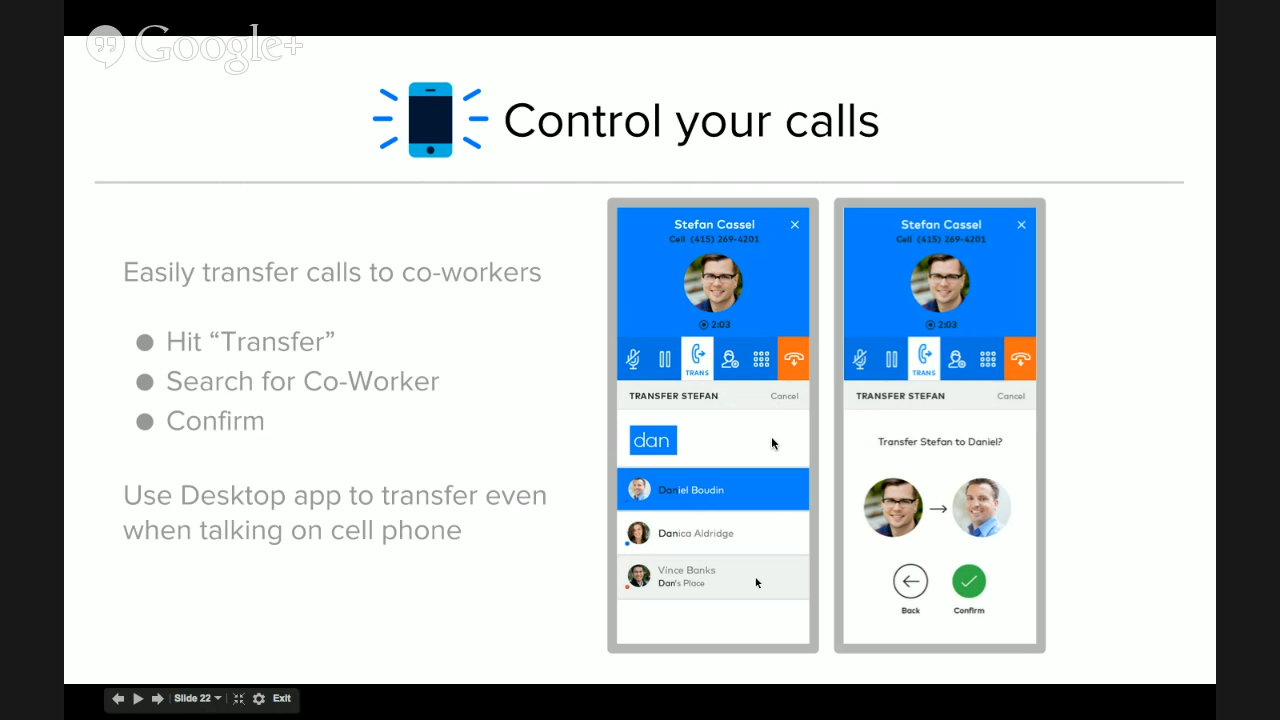 Google+
Control your calls
Easily transfer calls to co-workers
● Hit “Transfer”
● Search for Co-Worker
● Confirm
Use Desktop app to transfer even
when talking on cell phone
Stefan Cassel
Cell (415) 269-4201
2:03
TRANS
TRANSFER STEFAN Cancel
dan
Daniel Boudin
Danica Aldridge
Vince Banks
Dan's Place
Stefan Cassel
Cell (415) 269-4201
2:03
TRANS
TRANSFER STEFAN Cancel
Transfer Stefan to Daniel?
Back Confirm
Slide 22 Exit